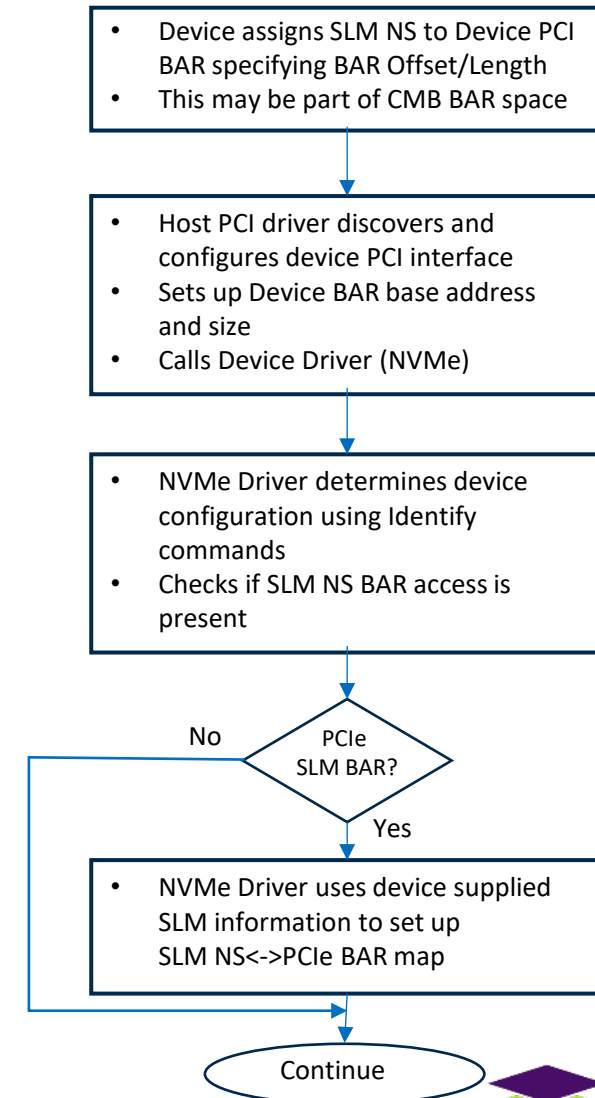 • Device assigns SLM NS to Device PCI
BAR specifying BAR Offset/Length
• This may be part of CMB BAR space
• Host PCI driver discovers and
configures device PCI interface
• Sets up Device BAR base address
and size
• Calls Device Driver (NVMe)
• NVMe Driver determines device
configuration using Identify
commands
• Checks if SLM NS BAR access is
present
No
PCIe
SLM BAR?
Yes
• NVMe Driver uses device supplied
SLM information to set up
SLM NS<->PCIe BAR map
Continue